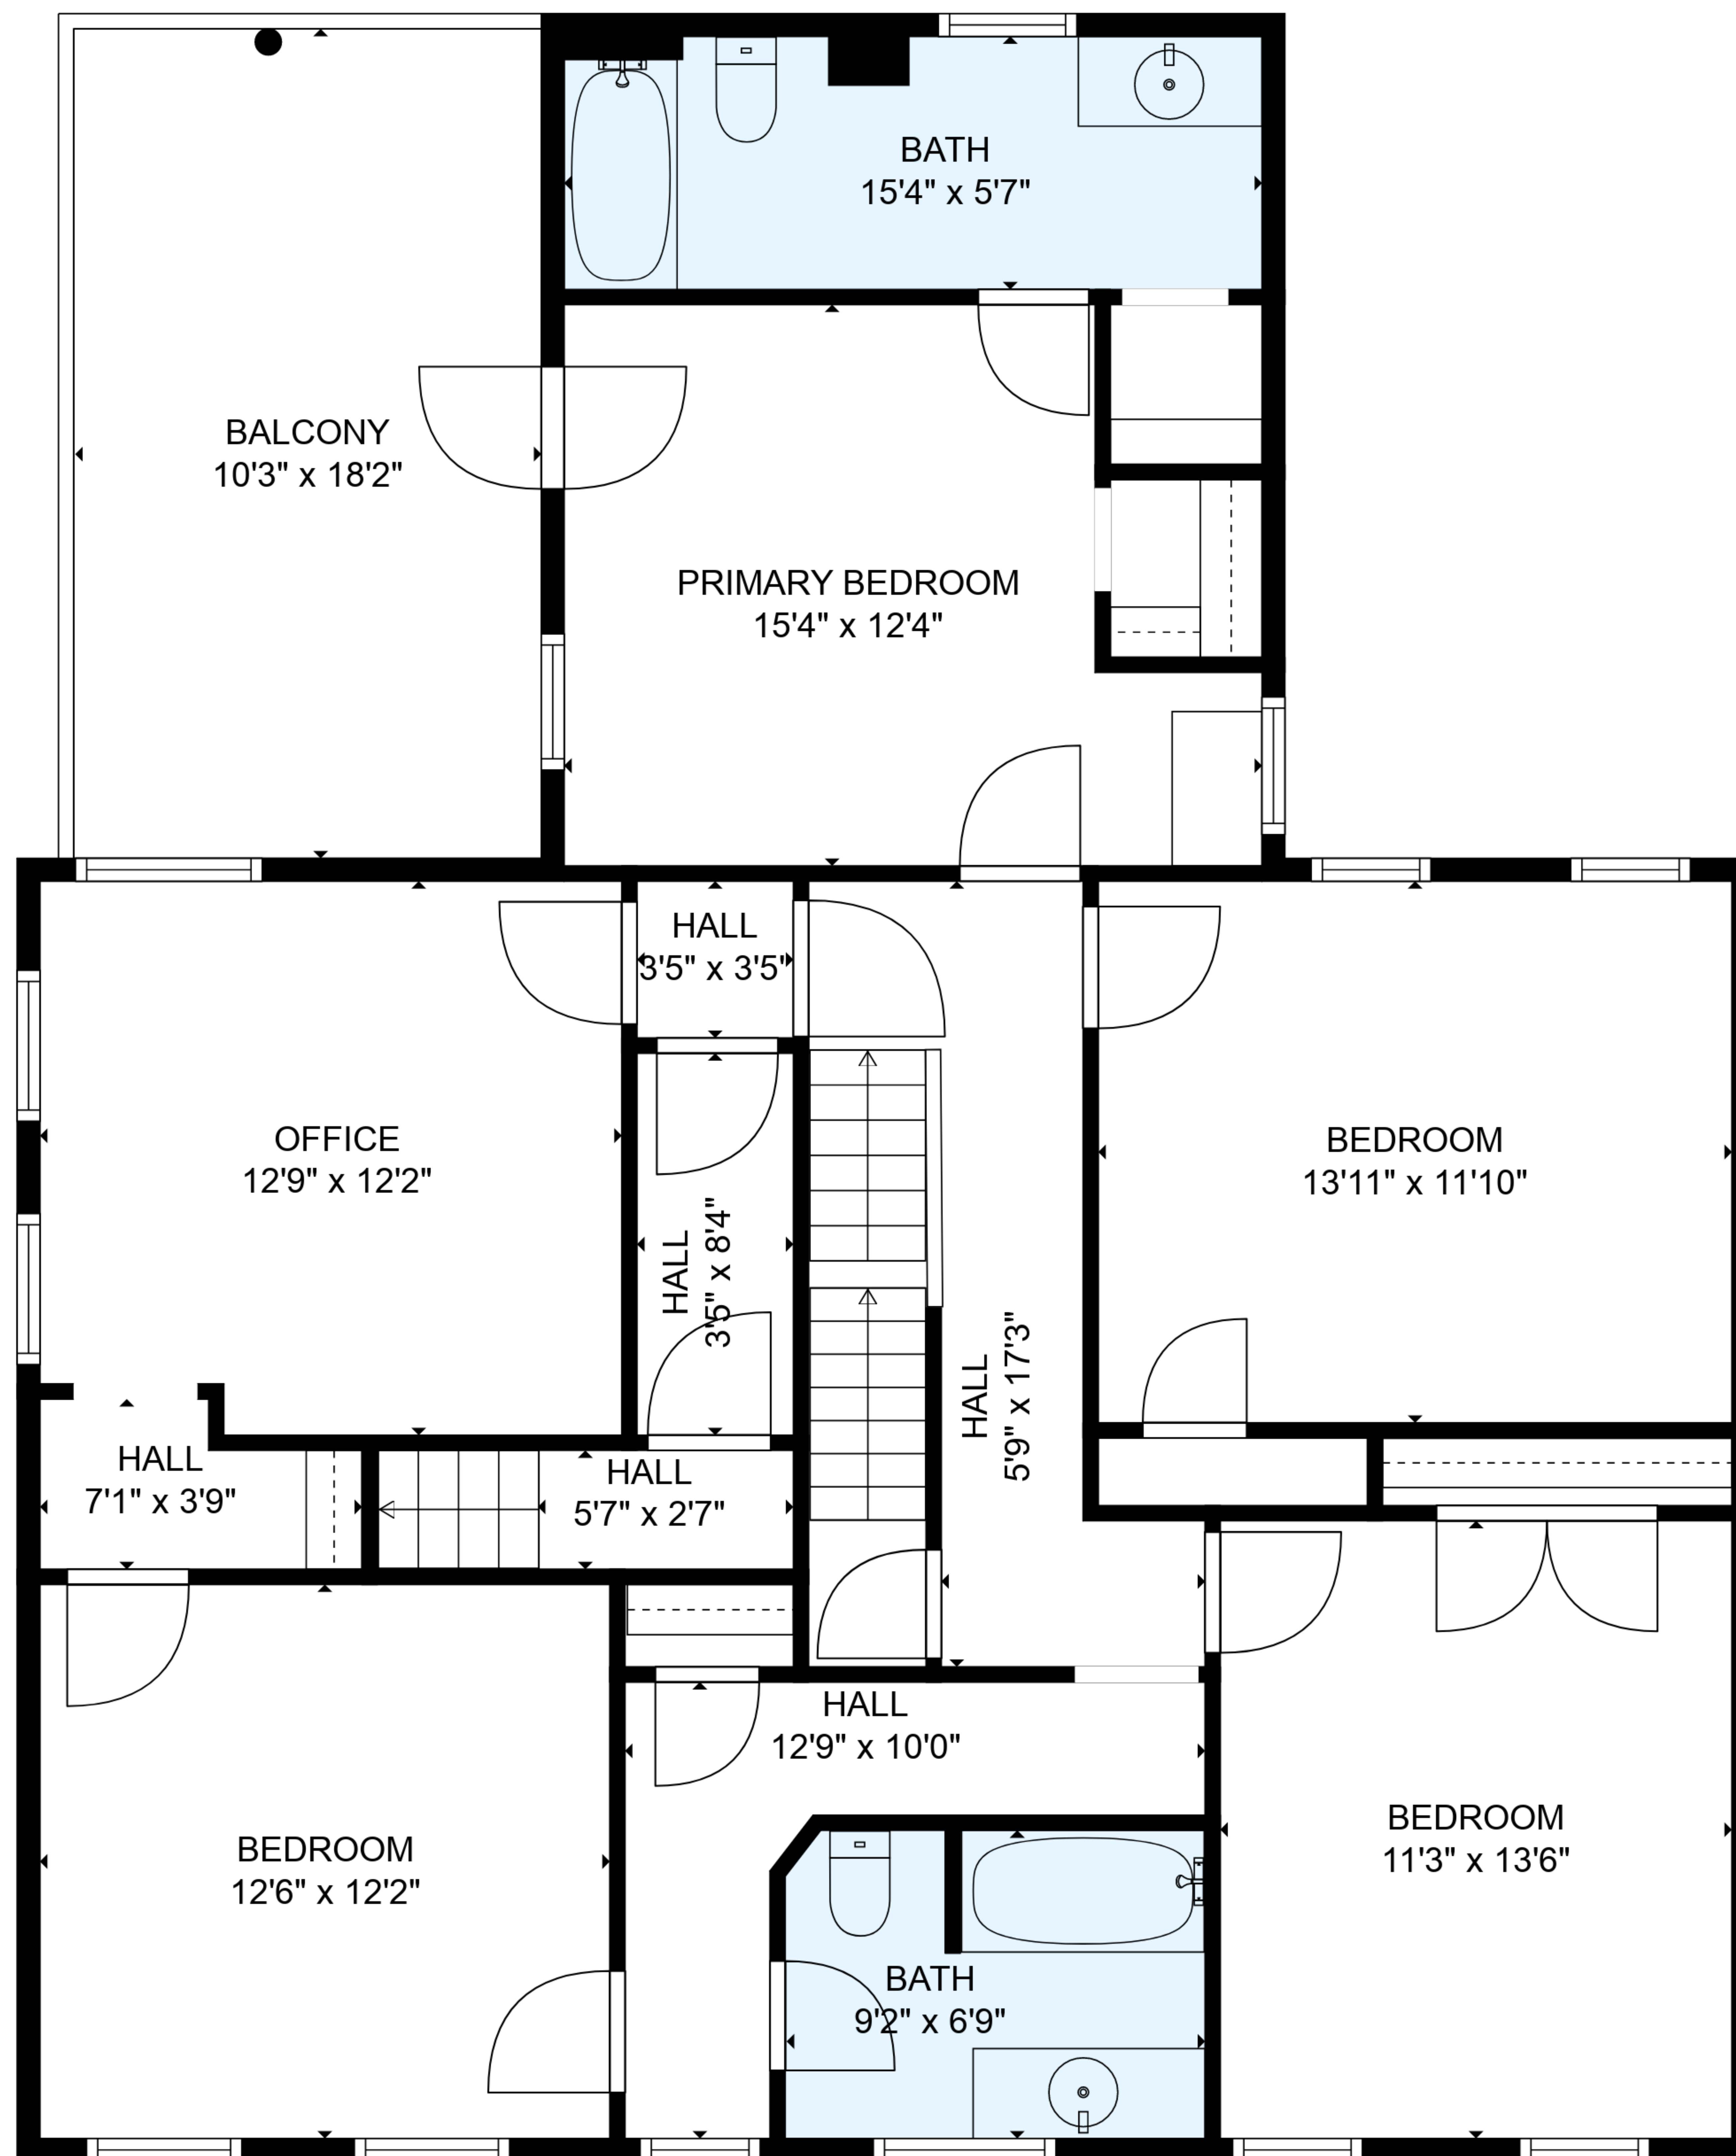 BATH
15'4" x 5'7"
BALCONY
10'3" x 18'2"
PRIMARY BEDROOM
15'4" x 12'4"
HALL
3'5" x 3'5"
OFFICE
12'9" x 12'2"
HALL
3'5" x 8'4"
BEDROOM
13'11" x 11'10"
HALL
5'9" x 17'3"
HALL
7'1" x 3'9"
HALL
5'7" x 2'7"
HALL
12'9" x 10'0"
BEDROOM
12'6" x 12'2"
BEDROOM
11'3" x 13'6"
BATH
9'2" x 6'9"